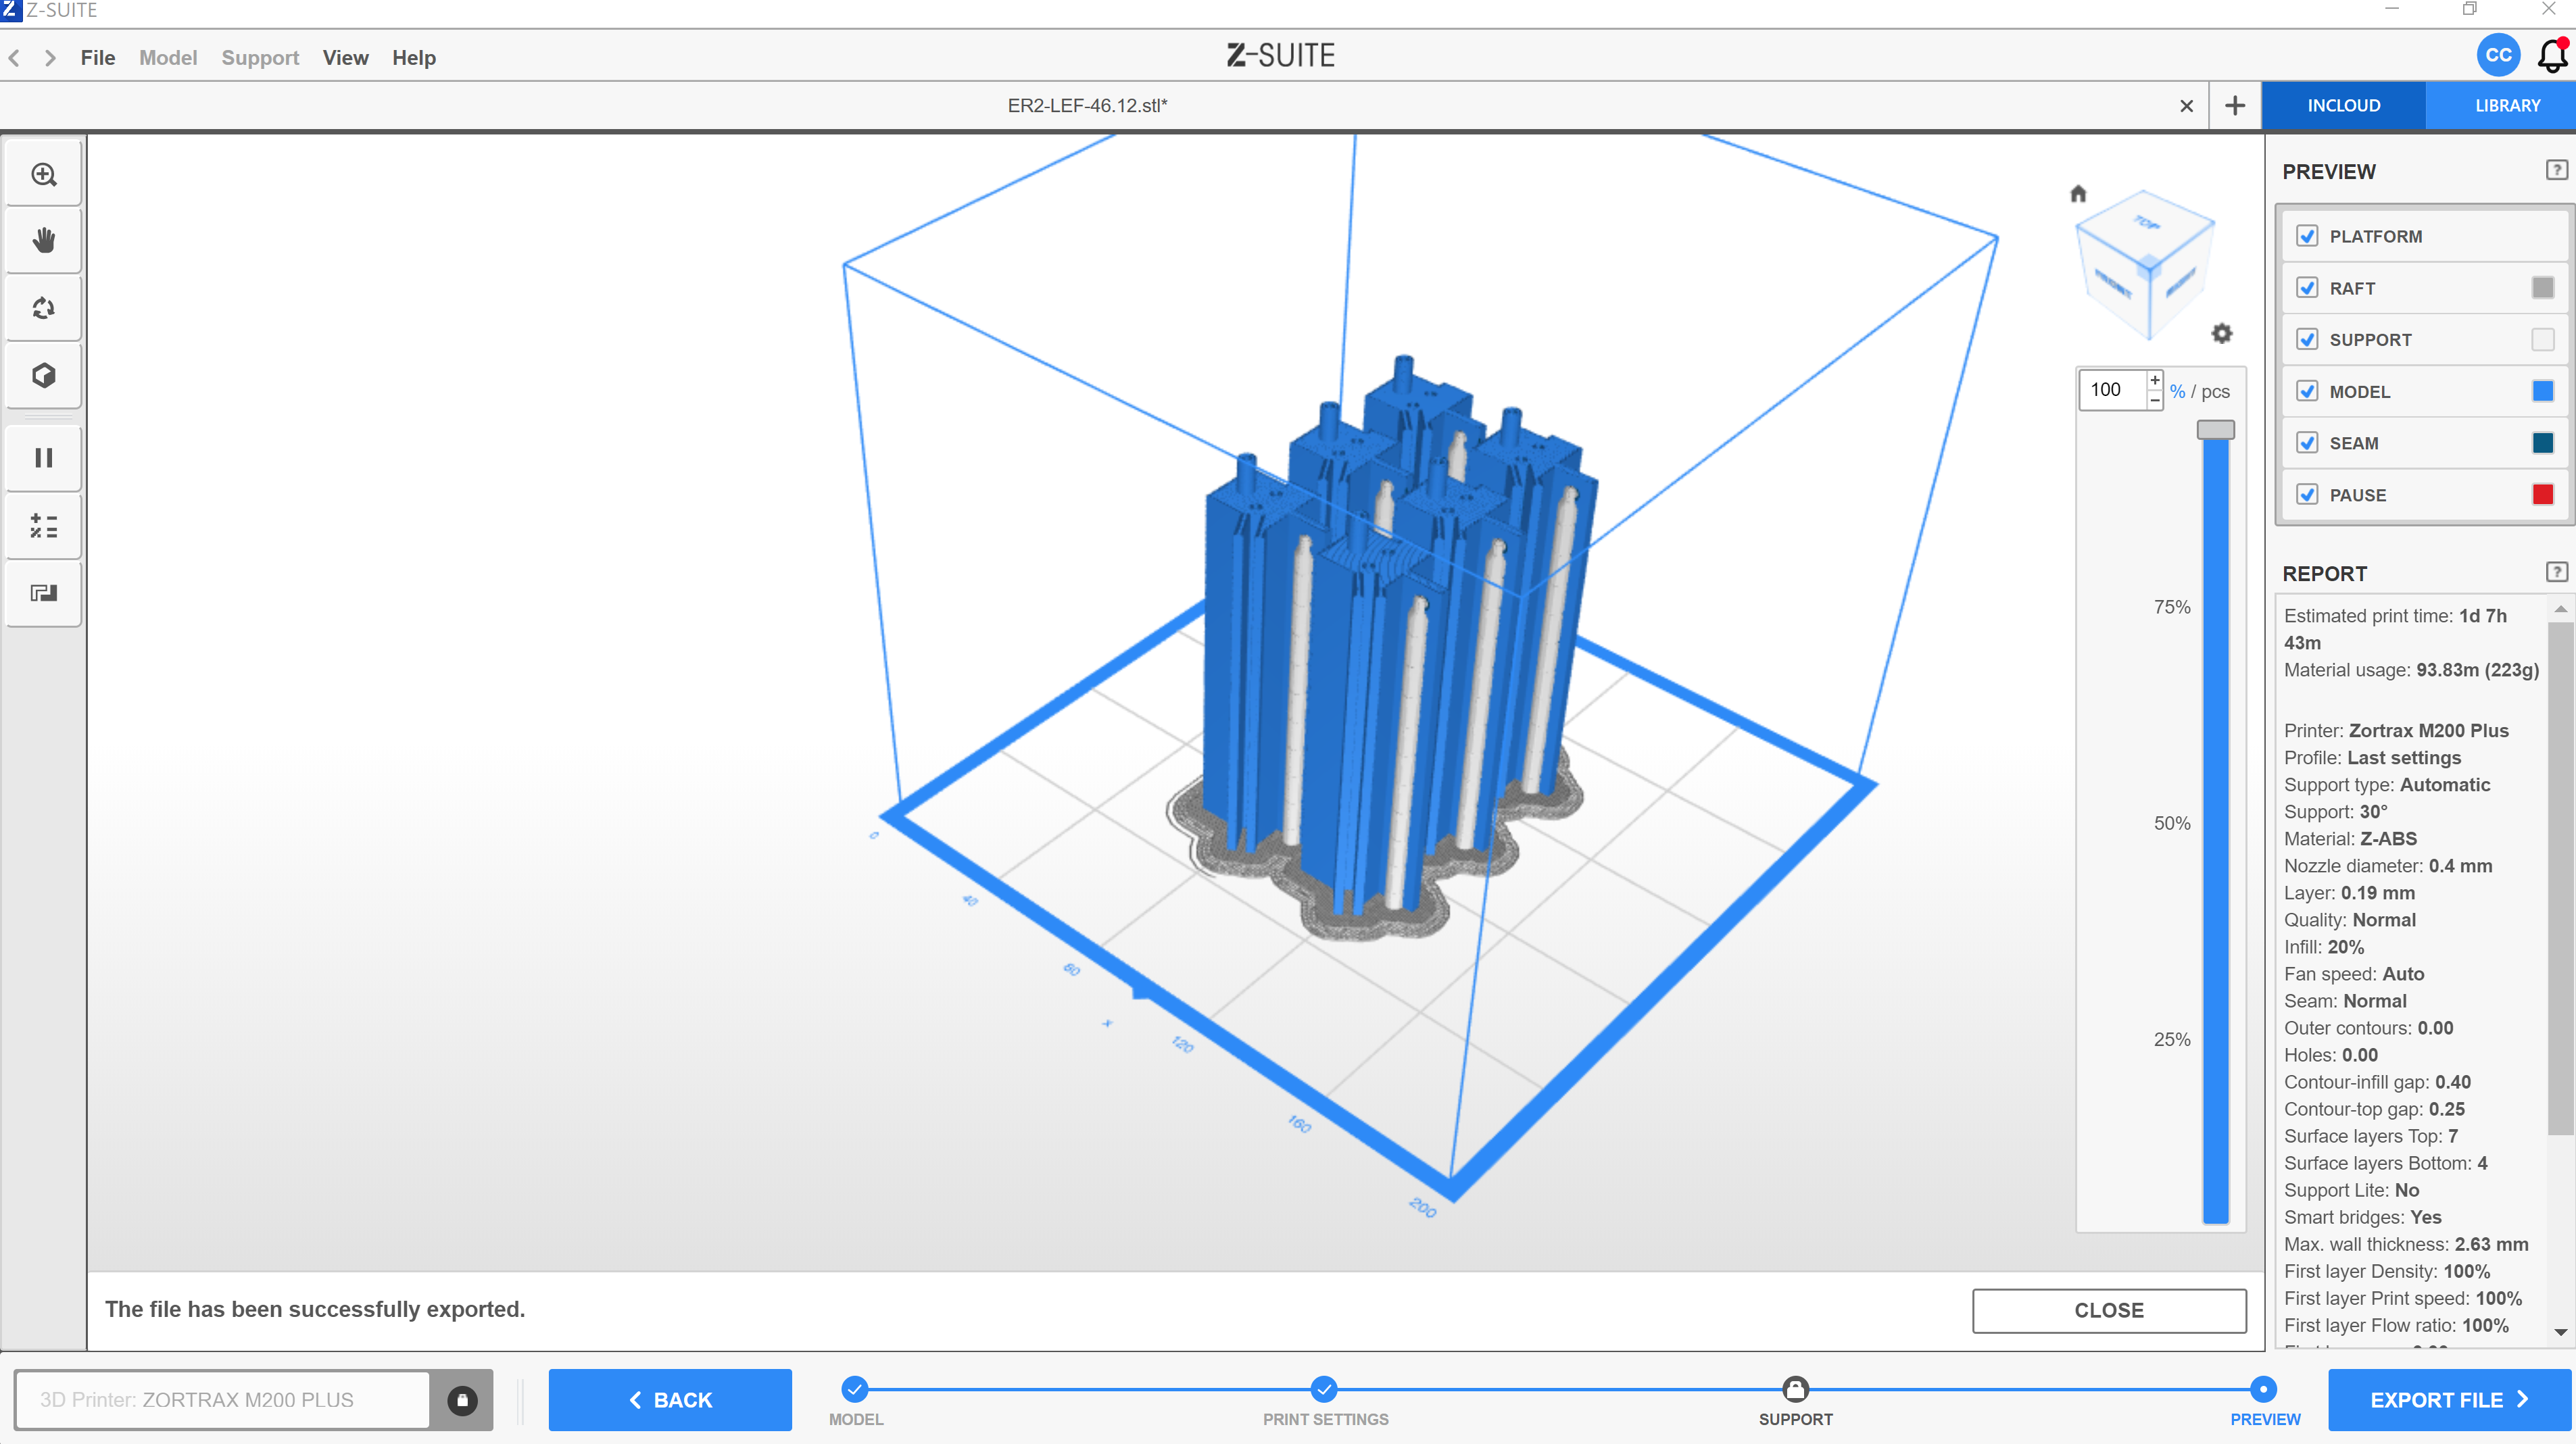 Z-SUITE
File Model Support View Help
Z-SUITE
CC
ER2-LEF-46.12.stl*
INCLOUD
LIBRARY
TOP
FRONT
100 + − % / pcs
75%
50%
25%
0
40
80
x
120
160
200
PREVIEW ?
PLATFORM
RAFT
SUPPORT
MODEL
SEAM
PAUSE
REPORT ?
Estimated print time: 1d 7h
43m
Material usage: 93.83m (223g)
Printer: Zortrax M200 Plus
Profile: Last settings
Support type: Automatic
Support: 30°
Material: Z-ABS
Nozzle diameter: 0.4 mm
Layer: 0.19 mm
Quality: Normal
Infill: 20%
Fan speed: Auto
Seam: Normal
Outer contours: 0.00
Holes: 0.00
Contour-infill gap: 0.40
Contour-top gap: 0.25
Surface layers Top: 7
Surface layers Bottom: 4
Support Lite: No
Smart bridges: Yes
Max. wall thickness: 2.63 mm
First layer Density: 100%
First layer Print speed: 100%
First layer Flow ratio: 100%
The file has been successfully exported.
CLOSE
3D Printer: ZORTRAX M200 PLUS
BACK
MODEL
PRINT SETTINGS
SUPPORT
PREVIEW
EXPORT FILE